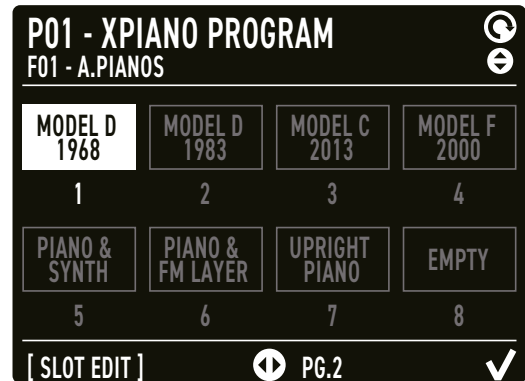 P01 - XPIANO PROGRAM
F01 - A.PIANOS
MODEL D
1968
MODEL D
1983
MODEL C
2013
MODEL F
2000
1
2
3
4
PIANO &
SYNTH
PIANO &
FM LAYER
UPRIGHT
PIANO
EMPTY
5
6
7
8
[ SLOT EDIT ] PG.2